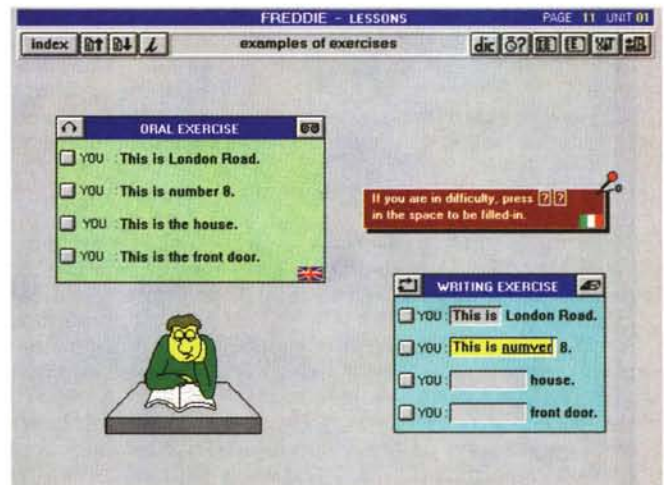 FREDDIE - LESSONS
PAGE 11 UNIT 01
index
i
examples of exercises
dic
ORAL EXERCISE
YOU : This is London Road.
YOU : This is number 8.
YOU : This is the house.
YOU : This is the front door.
If you are in difficulty, press ? ?
in the space to be filled-in.
WRITING EXERCISE
YOU : This is London Road.
YOU : This is numver 8.
YOU : house.
YOU : front door.